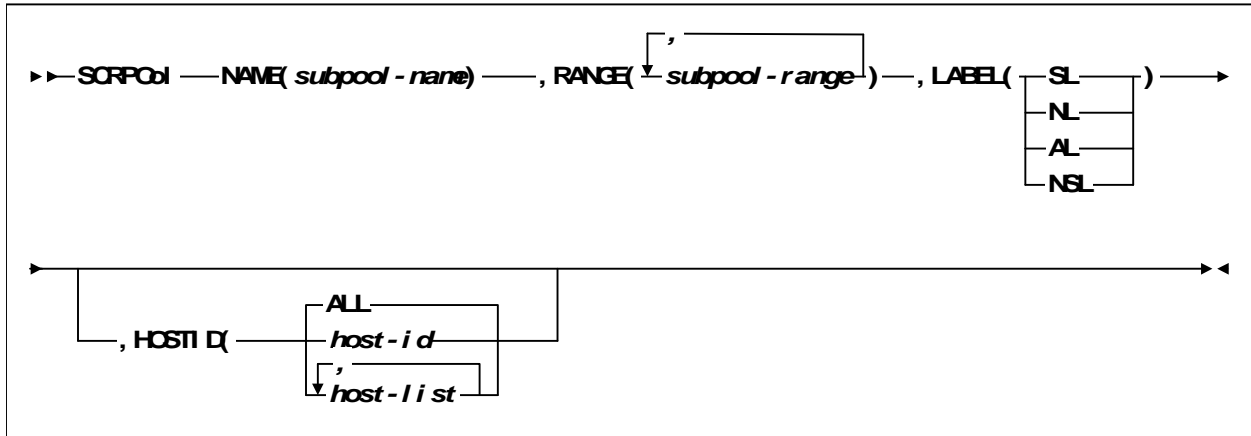 ,
SCRPOol NAME( subpool-name) , RANGE( subpool-range ) , LABEL( SL )
NL
AL
NSL
ALL
, HOSTID( host-id
,
host-list